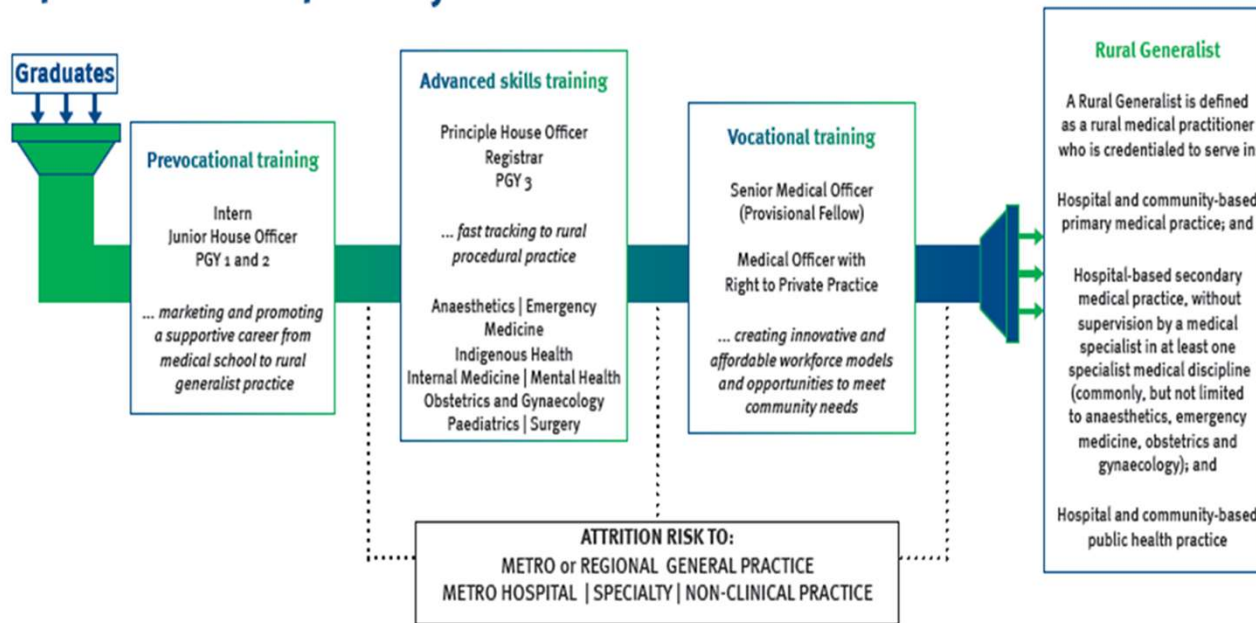 Graduates
Prevocational training
Intern
Junior House Officer
PGY 1 and 2
... marketing and promoting
a supportive career from
medical school to rural
generalist practice
Advanced skills training
Principle House Officer
Registrar
PGY 3
... fast tracking to rural
procedural practice
Anaesthetics | Emergency
Medicine
Indigenous Health
Internal Medicine | Mental Health
Obstetrics and Gynaecology
Paediatrics | Surgery
Vocational training
Senior Medical Officer
(Provisional Fellow)
Medical Officer with
Right to Private Practice
... creating innovative and
affordable workforce models
and opportunities to meet
community needs
Rural Generalist
A Rural Generalist is defined
as a rural medical practitioner
who is credentialed to serve in
Hospital and community-based
primary medical practice; and
Hospital-based secondary
medical practice, without
supervision by a medical
specialist in at least one
specialist medical discipline
(commonly, but not limited
to anaesthetics, emergency
medicine, obstetrics and
gynaecology); and
Hospital and community-based
public health practice
ATTRITION RISK TO:
METRO or REGIONAL GENERAL PRACTICE
METRO HOSPITAL | SPECIALTY | NON-CLINICAL PRACTICE